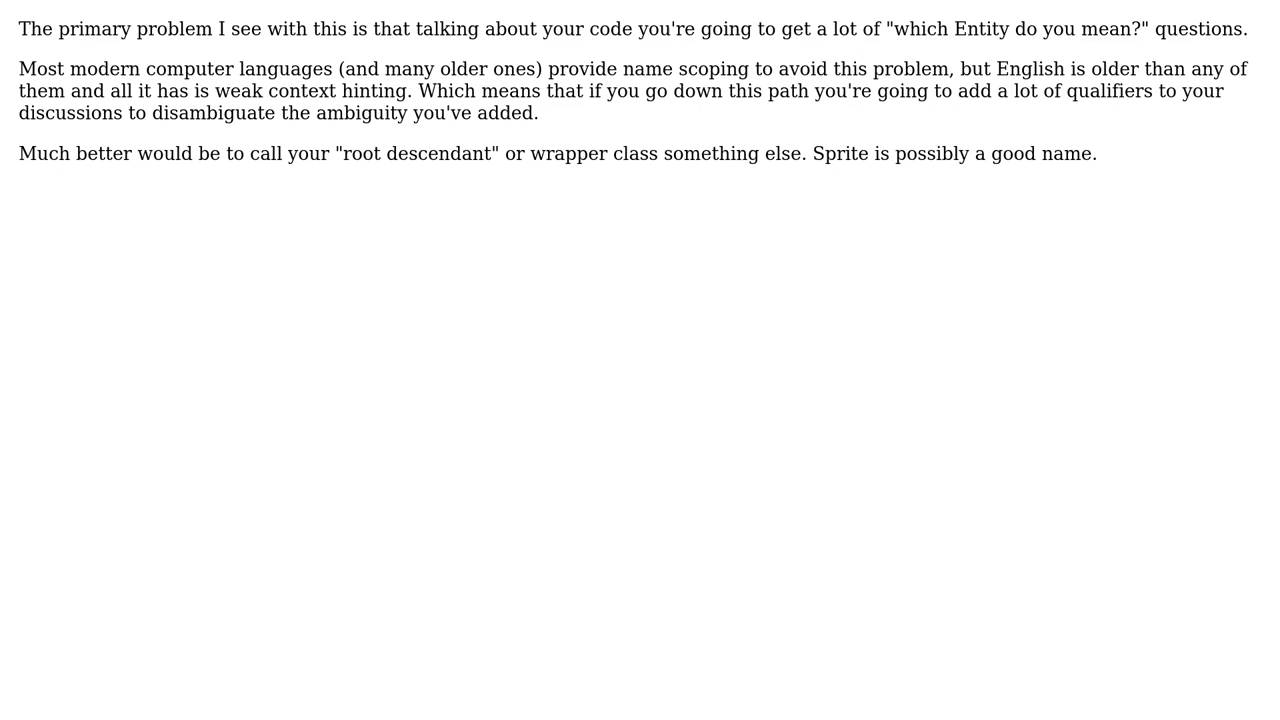 The primary problem I see with this is that talking about your code you're going to get a lot of "which Entity do you mean?" questions.
Most modern computer languages (and many older ones) provide name scoping to avoid this problem, but English is older than any of
them and all it has is weak context hinting. Which means that if you go down this path you're going to add a lot of qualifiers to your
discussions to disambiguate the ambiguity you've added.
Much better would be to call your "root descendant" or wrapper class something else. Sprite is possibly a good name.